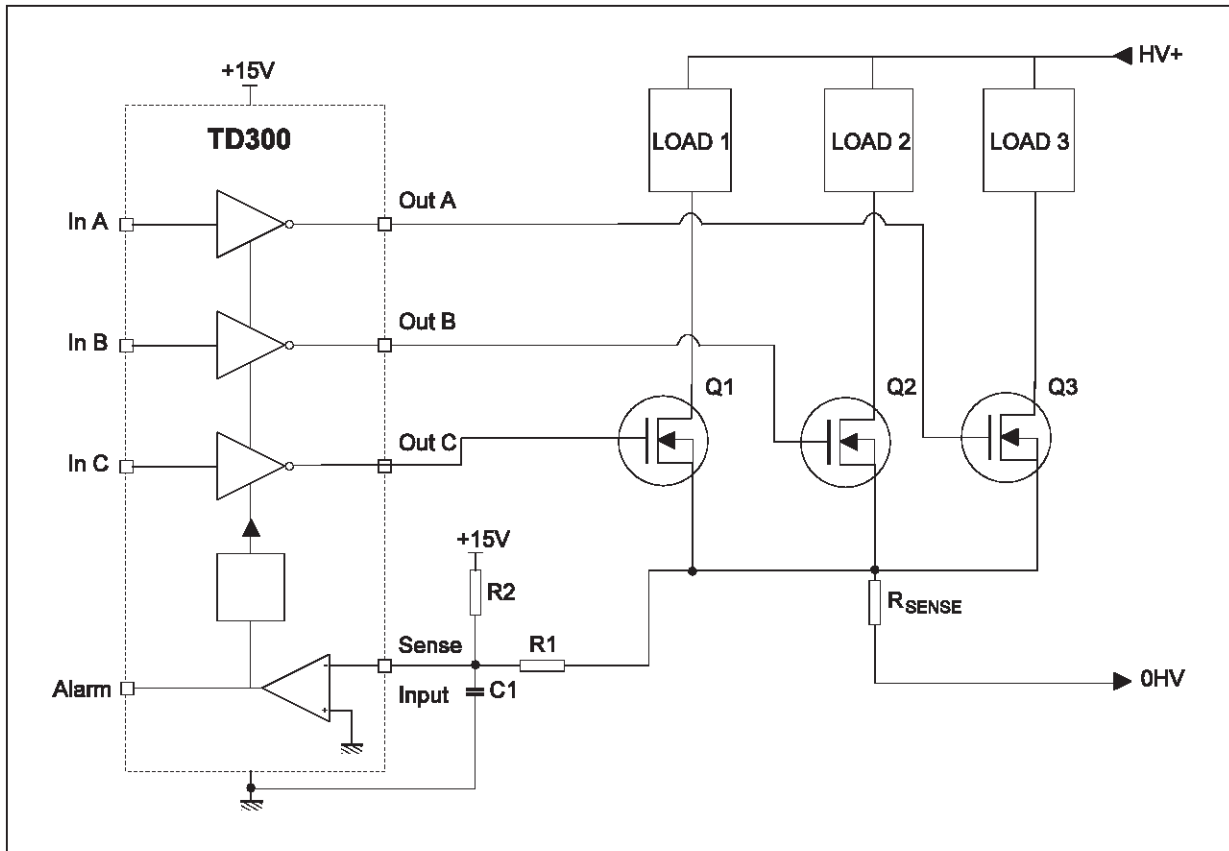 +15V
HV+
TD300
LOAD 1
LOAD 2
LOAD 3
In A
Out A
In B
Out B
Q1
Q2
Q3
In C
Out C
+15V
R2
RSENSE
Sense
R1
-
Alarm
Input
C1
0HV
+